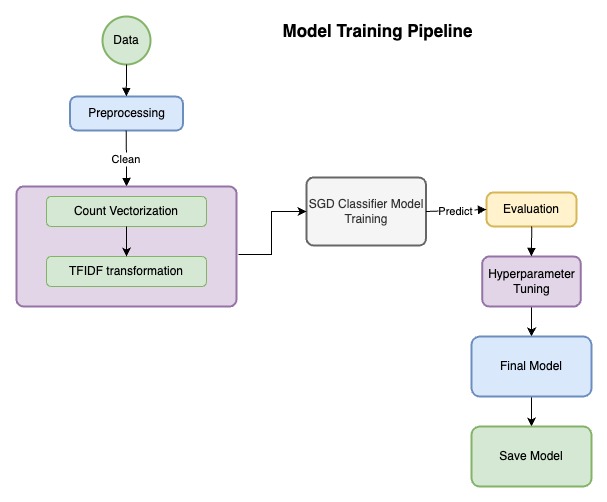 Model Training Pipeline
Data
Preprocessing
Clean
Count Vectorization
TFIDF transformation
SGD Classifier Model
Training
Predict
Evaluation
Hyperparameter
Tuning
Final Model
Save Model